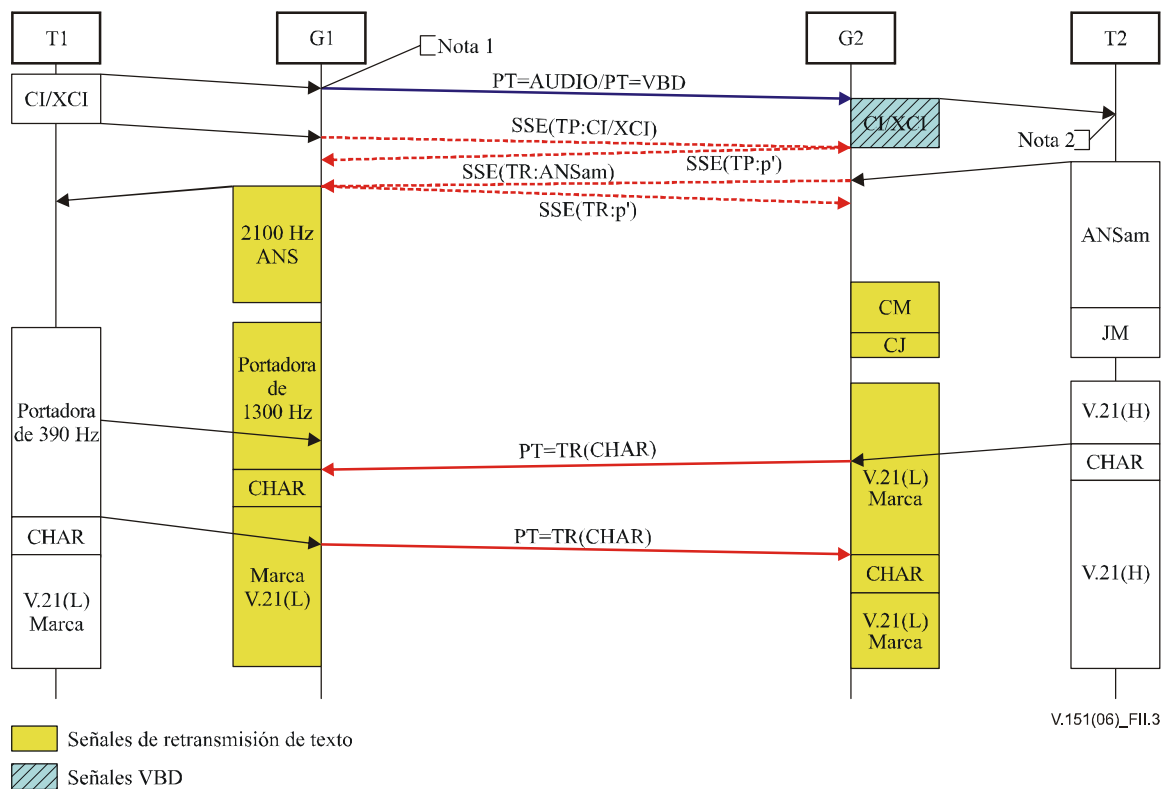 T1
G1
G2
T2
Nota 1
CI/XCI
PT=AUDIO/PT=VBD
CI/XCI
SSE(TP:CI/XCI)
Nota 2
SSE(TP:p')
SSE(TR:ANSam)
SSE(TR:p')
2100 Hz
ANS
ANSam
CM
CJ
JM
Portadora
de 390 Hz
Portadora
de
1300 Hz
V.21(H)
PT=TR(CHAR)
CHAR
CHAR
V.21(L)
Marca
CHAR
PT=TR(CHAR)
Marca
V.21(L)
CHAR
V.21(H)
V.21(L)
Marca
V.21(L)
Marca
V.151(06)_FII.3
Señales de retransmisión de texto
Señales VBD